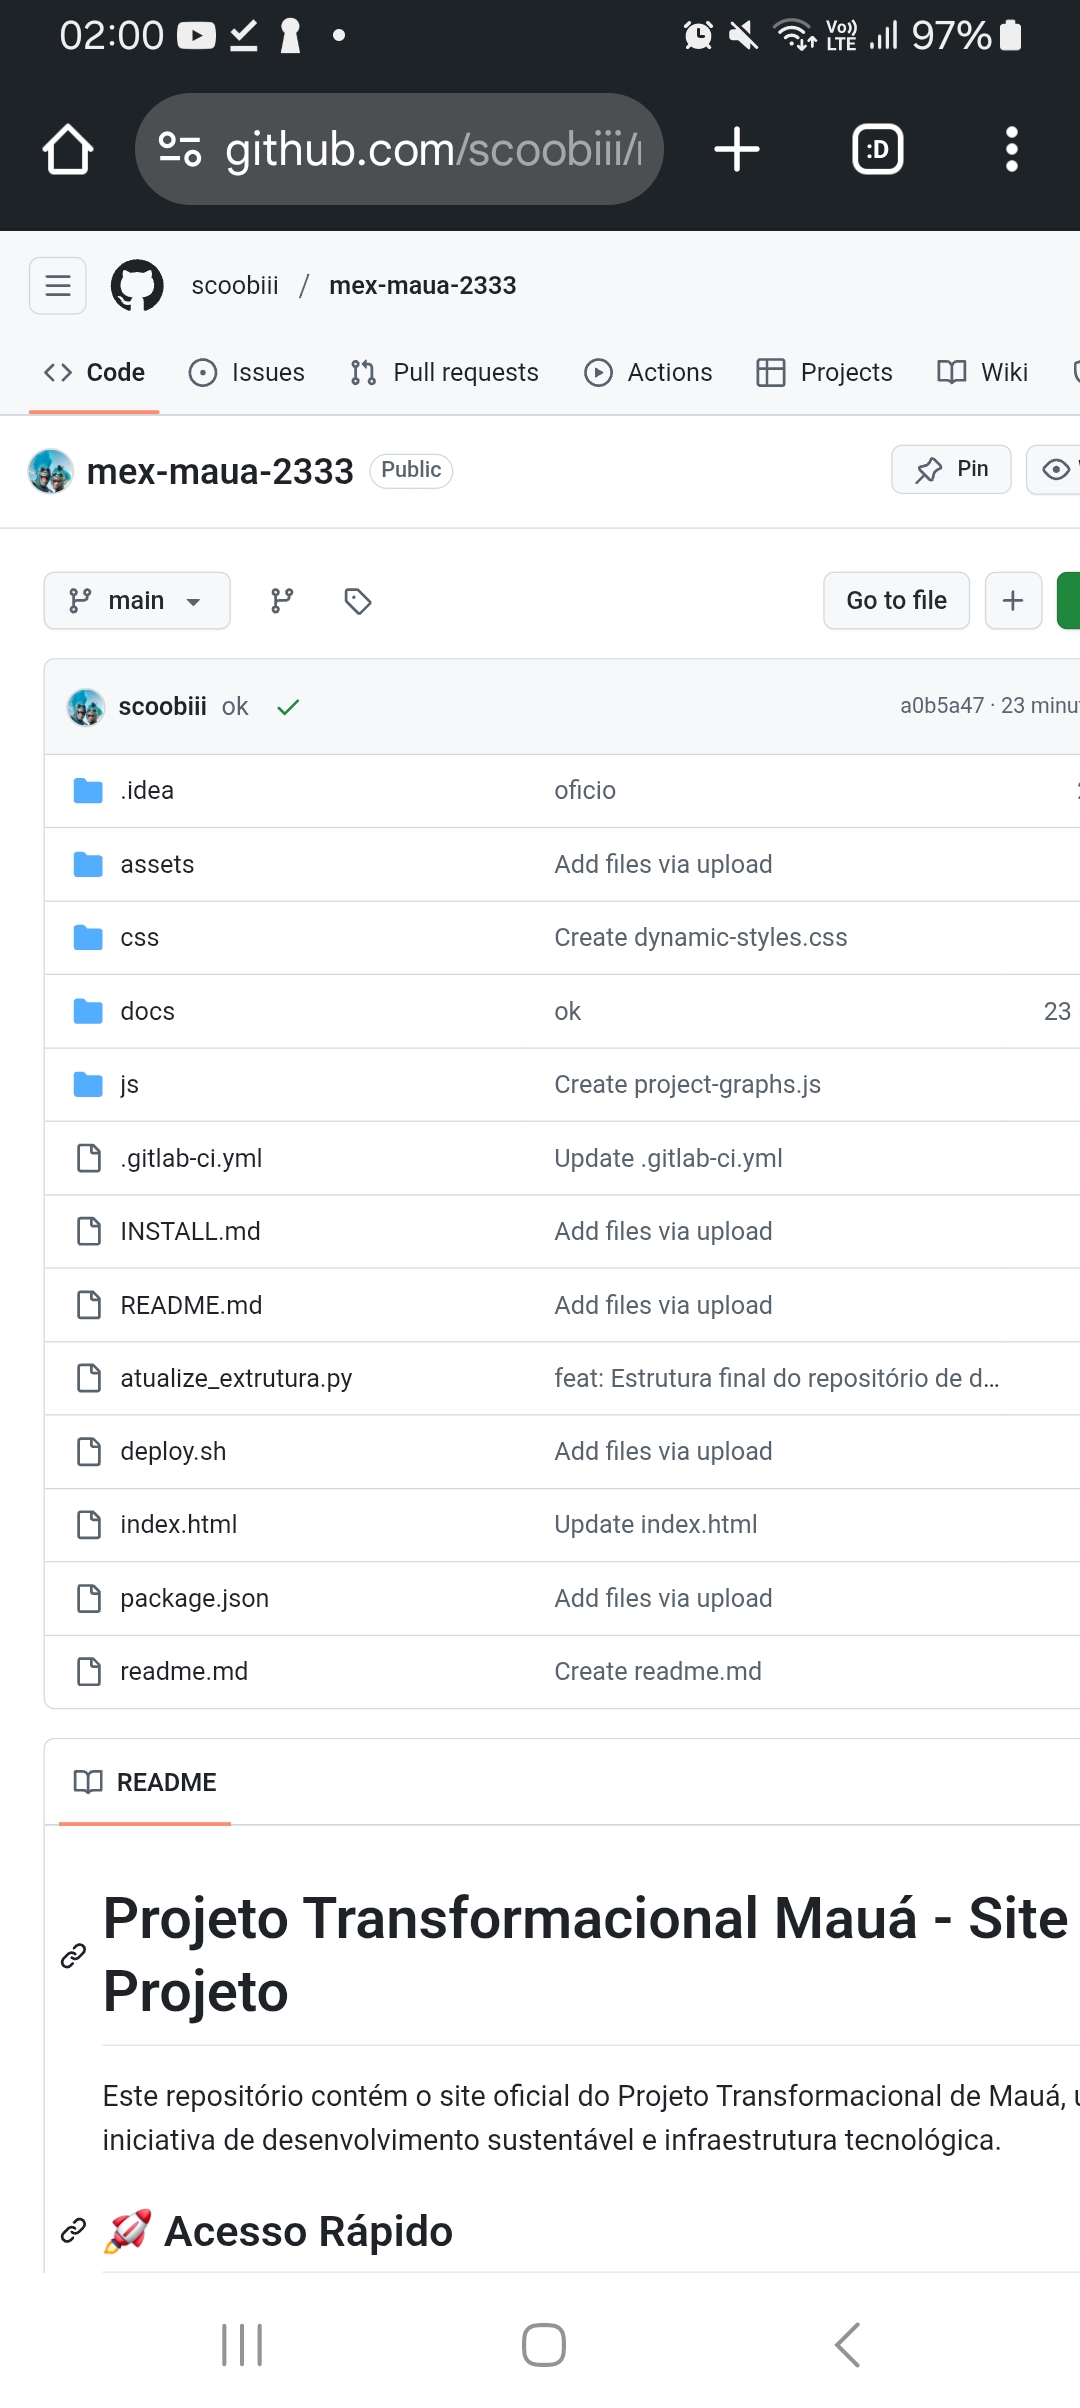 02:00 Vo)) LTE 97%
github.com/scoobiii/ :D
scoobiii / mex-maua-2333
Code Issues Pull requests Actions Projects Wiki
mex-maua-2333 Public Pin
main Go to file
scoobiii ok a0b5a47 · 23
.idea oficio
assets Add files via upload
css Create dynamic-styles.css
docs ok 23
js Create project-graphs.js
.gitlab-ci.yml Update .gitlab-ci.yml
INSTALL.md Add files via upload
README.md Add files via upload
atualize_extrutura.py feat: Estrutura final do repositório de d...
deploy.sh Add files via upload
index.html Update index.html
package.json Add files via upload
readme.md Create readme.md
README
Projeto Transformacional Mauá - Site
Projeto
Este repositório contém o site oficial do Projeto Transformacional de Mauá,
iniciativa de desenvolvimento sustentável e infraestrutura tecnológica.
🚀 Acesso Rápido